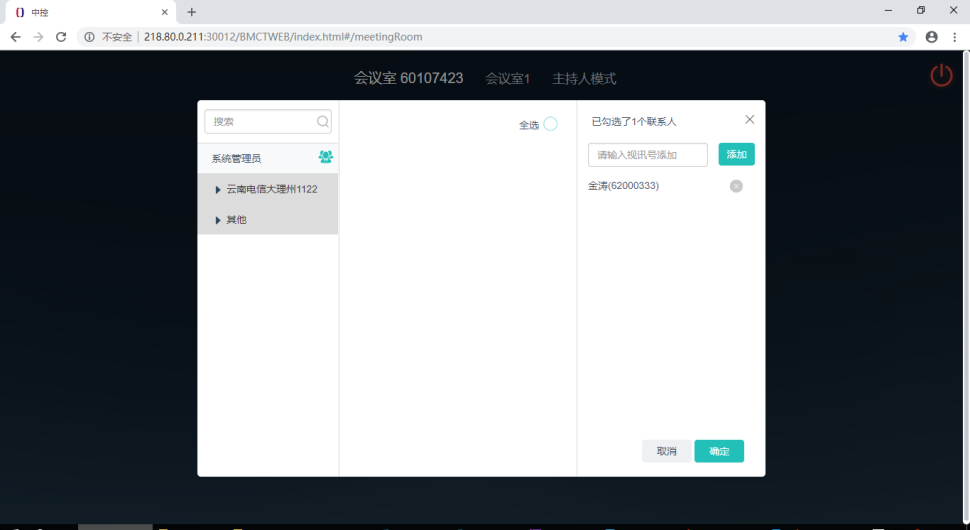 中控
不安全 | 218.80.0.211:30012/BMCTWEB/index.html#/meetingRoom
会议室 60107423 会议室1 主持人模式
搜索
系统管理员
云南电信大理州1122
其他
全选
已勾选了1个联系人
请输入视讯号添加 添加
金涛(62000333)
取消 确定